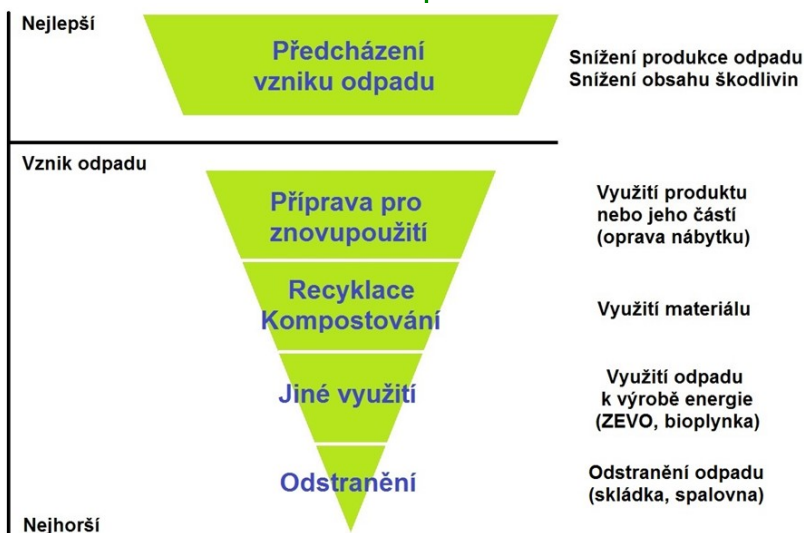 Nejlepší
Předcházení
vzniku odpadu
Snížení produkce odpadu
Snížení obsahu škodlivin
Vznik odpadu
Příprava pro
znovupoužití
Využití produktu
nebo jeho částí
(oprava nábytku)
Recyklace
Kompostování
Využití materiálu
Jiné využití
Využití odpadu
k výrobě energie
(ZEVO, bioplynka)
Odstranění
Odstranění odpadu
(skládka, spalovna)
Nejhorší